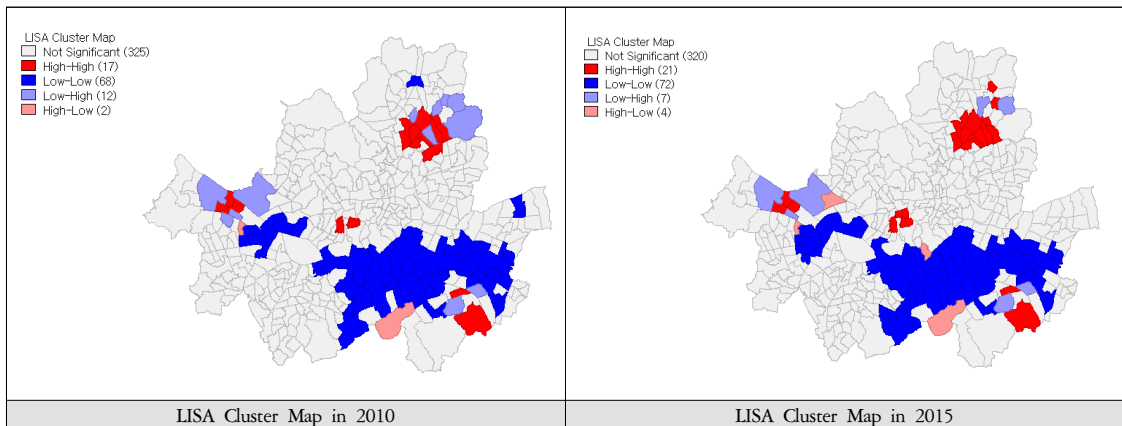 LISA Cluster Map
Not Significant (325)
High-High (17)
Low-Low (68)
Low-High (12)
High-Low (2)
LISA Cluster Map
Not Significant (320)
High-High (21)
Low-Low (72)
Low-High (7)
High-Low (4)
LISA Cluster Map in 2010
LISA Cluster Map in 2015